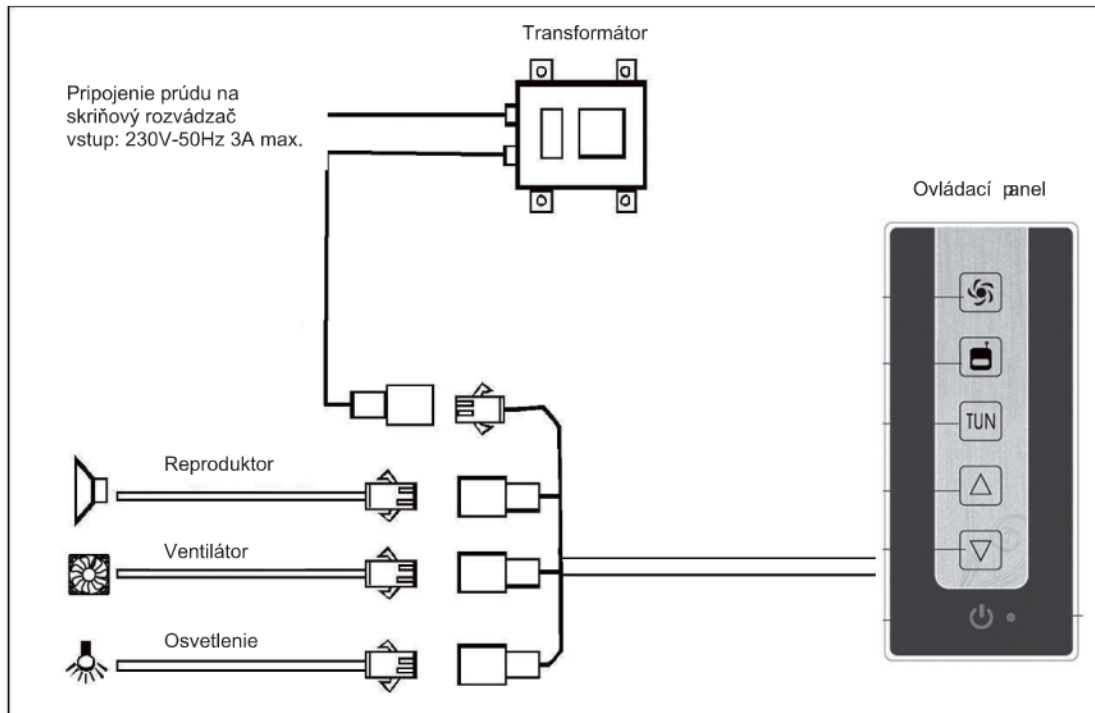 Transformátor
Pripojenie prúdu na
skriňový rozvádzač
vstup: 230V-50Hz 3A max.
Ovládací panel
TUN
Reproduktor
Ventilátor
Osvetlenie